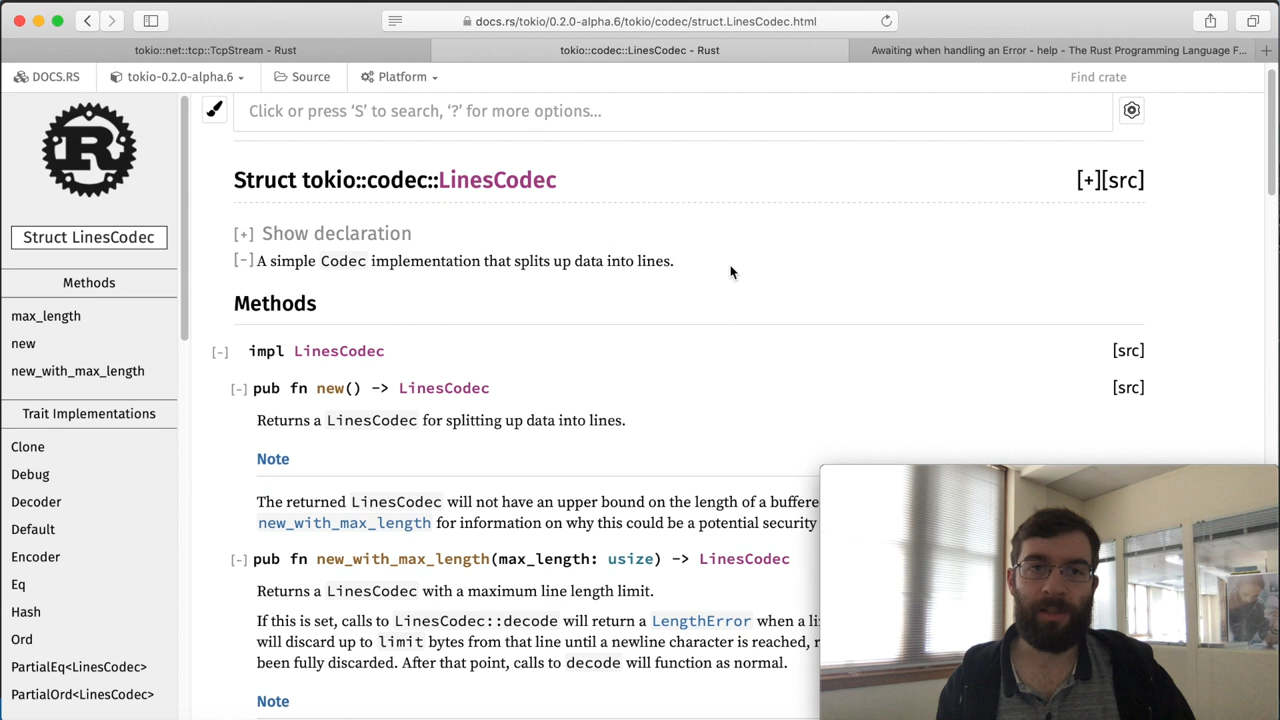 docs.rs/tokio/0.2.0-alpha.6/tokio/codec/struct.LinesCodec.html
tokio::net::tcp::TcpStream - Rust
tokio::codec::LinesCodec - Rust
Awaiting when handling an Error - help - The Rust Programming Language F...
DOCS.RS
tokio-0.2.0-alpha.6
Source
Platform
Find crate
Click or press ‘S’ to search, ‘?’ for more options...
R
Struct LinesCodec
Methods
max_length
new
new_with_max_length
Trait Implementations
Clone
Debug
Decoder
Default
Encoder
Eq
Hash
Ord
PartialEq<LinesCodec>
PartialOrd<LinesCodec>
Struct tokio::codec::LinesCodec
[+][src]
[+] Show declaration
[-] A simple Codec implementation that splits up data into lines.
Methods
[-] impl LinesCodec
[src]
[-] pub fn new() -> LinesCodec
[src]
Returns a LinesCodec for splitting up data into lines.
Note
The returned LinesCodec will not have an upper bound on the length of a buffere
new_with_max_length for information on why this could be a potential security
[-] pub fn new_with_max_length(max_length: usize) -> LinesCodec
Returns a LinesCodec with a maximum line length limit.
If this is set, calls to LinesCodec::decode will return a LengthError when a li
will discard up to limit bytes from that line until a newline character is reached, r
been fully discarded. After that point, calls to decode will function as normal.
Note